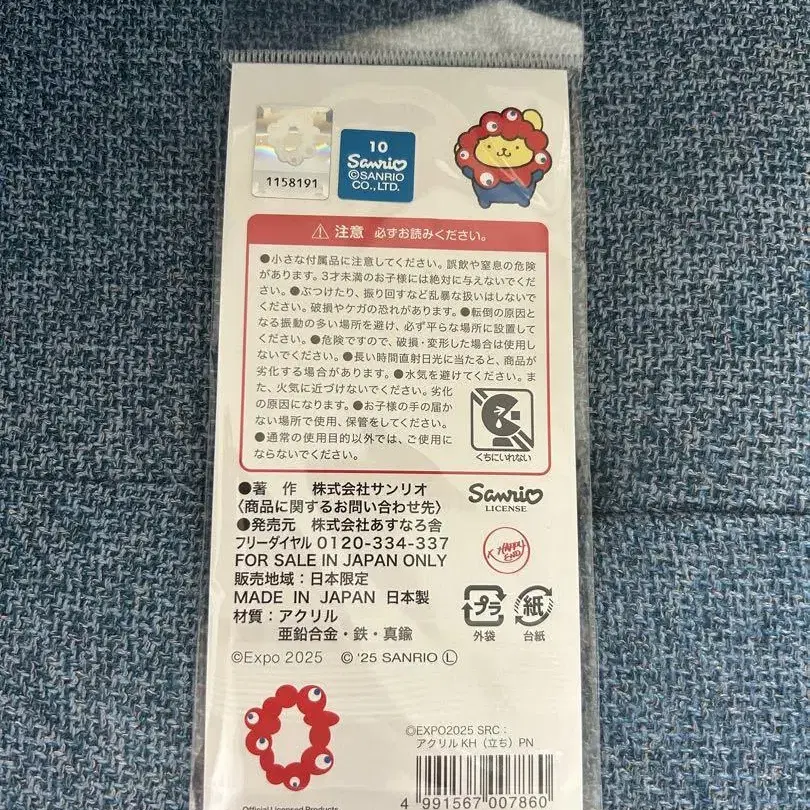 1158191
10
Sanrio
©SANRIO
CO., LTD.
⚠ 注意 必ずお読みください。
●小さな付属品に注意してください。誤飲や窒息の危険
があります。3才未満のお子様には絶対に与えないでくだ
さい。●ぶつけたり、振り回すなど乱暴な扱いはしないで
ください。破損やケガの恐れがあります。●転倒の原因と
なる振動の多い場所を避け、必ず平らな場所に設置して
ください。●危険ですので、破損・変形した場合は使用し
ないでください。●長い時間直射日光に当たると、商品が
劣化する場合があります。●水気を避けてください。ま
た、火気に近づけないでください。劣化
の原因になります。●お子様の手の届か
ない場所で使用、保管をしてください。
●通常の使用目的以外では、ご使用に
ならないでください。
くちにいれない
●著 作 株式会社サンリオ
〈商品に関するお問い合わせ先〉
●発売元 株式会社あすなろ舎
フリーダイヤル 0120-334-337
FOR SALE IN JAPAN ONLY
販売地域：日本限定
MADE IN JAPAN 日本製
材質：アクリル
亜鉛合金・鉄・真鍮
Sanrio
LICENSE
HAPPY
END
プラ
外袋
紙
台紙
©Expo 2025 © '25 SANRIO Ⓛ
©EXPO2025 SRC：
アクリル KH（立ち）PN
4 991567 007860
Official Licensed Products